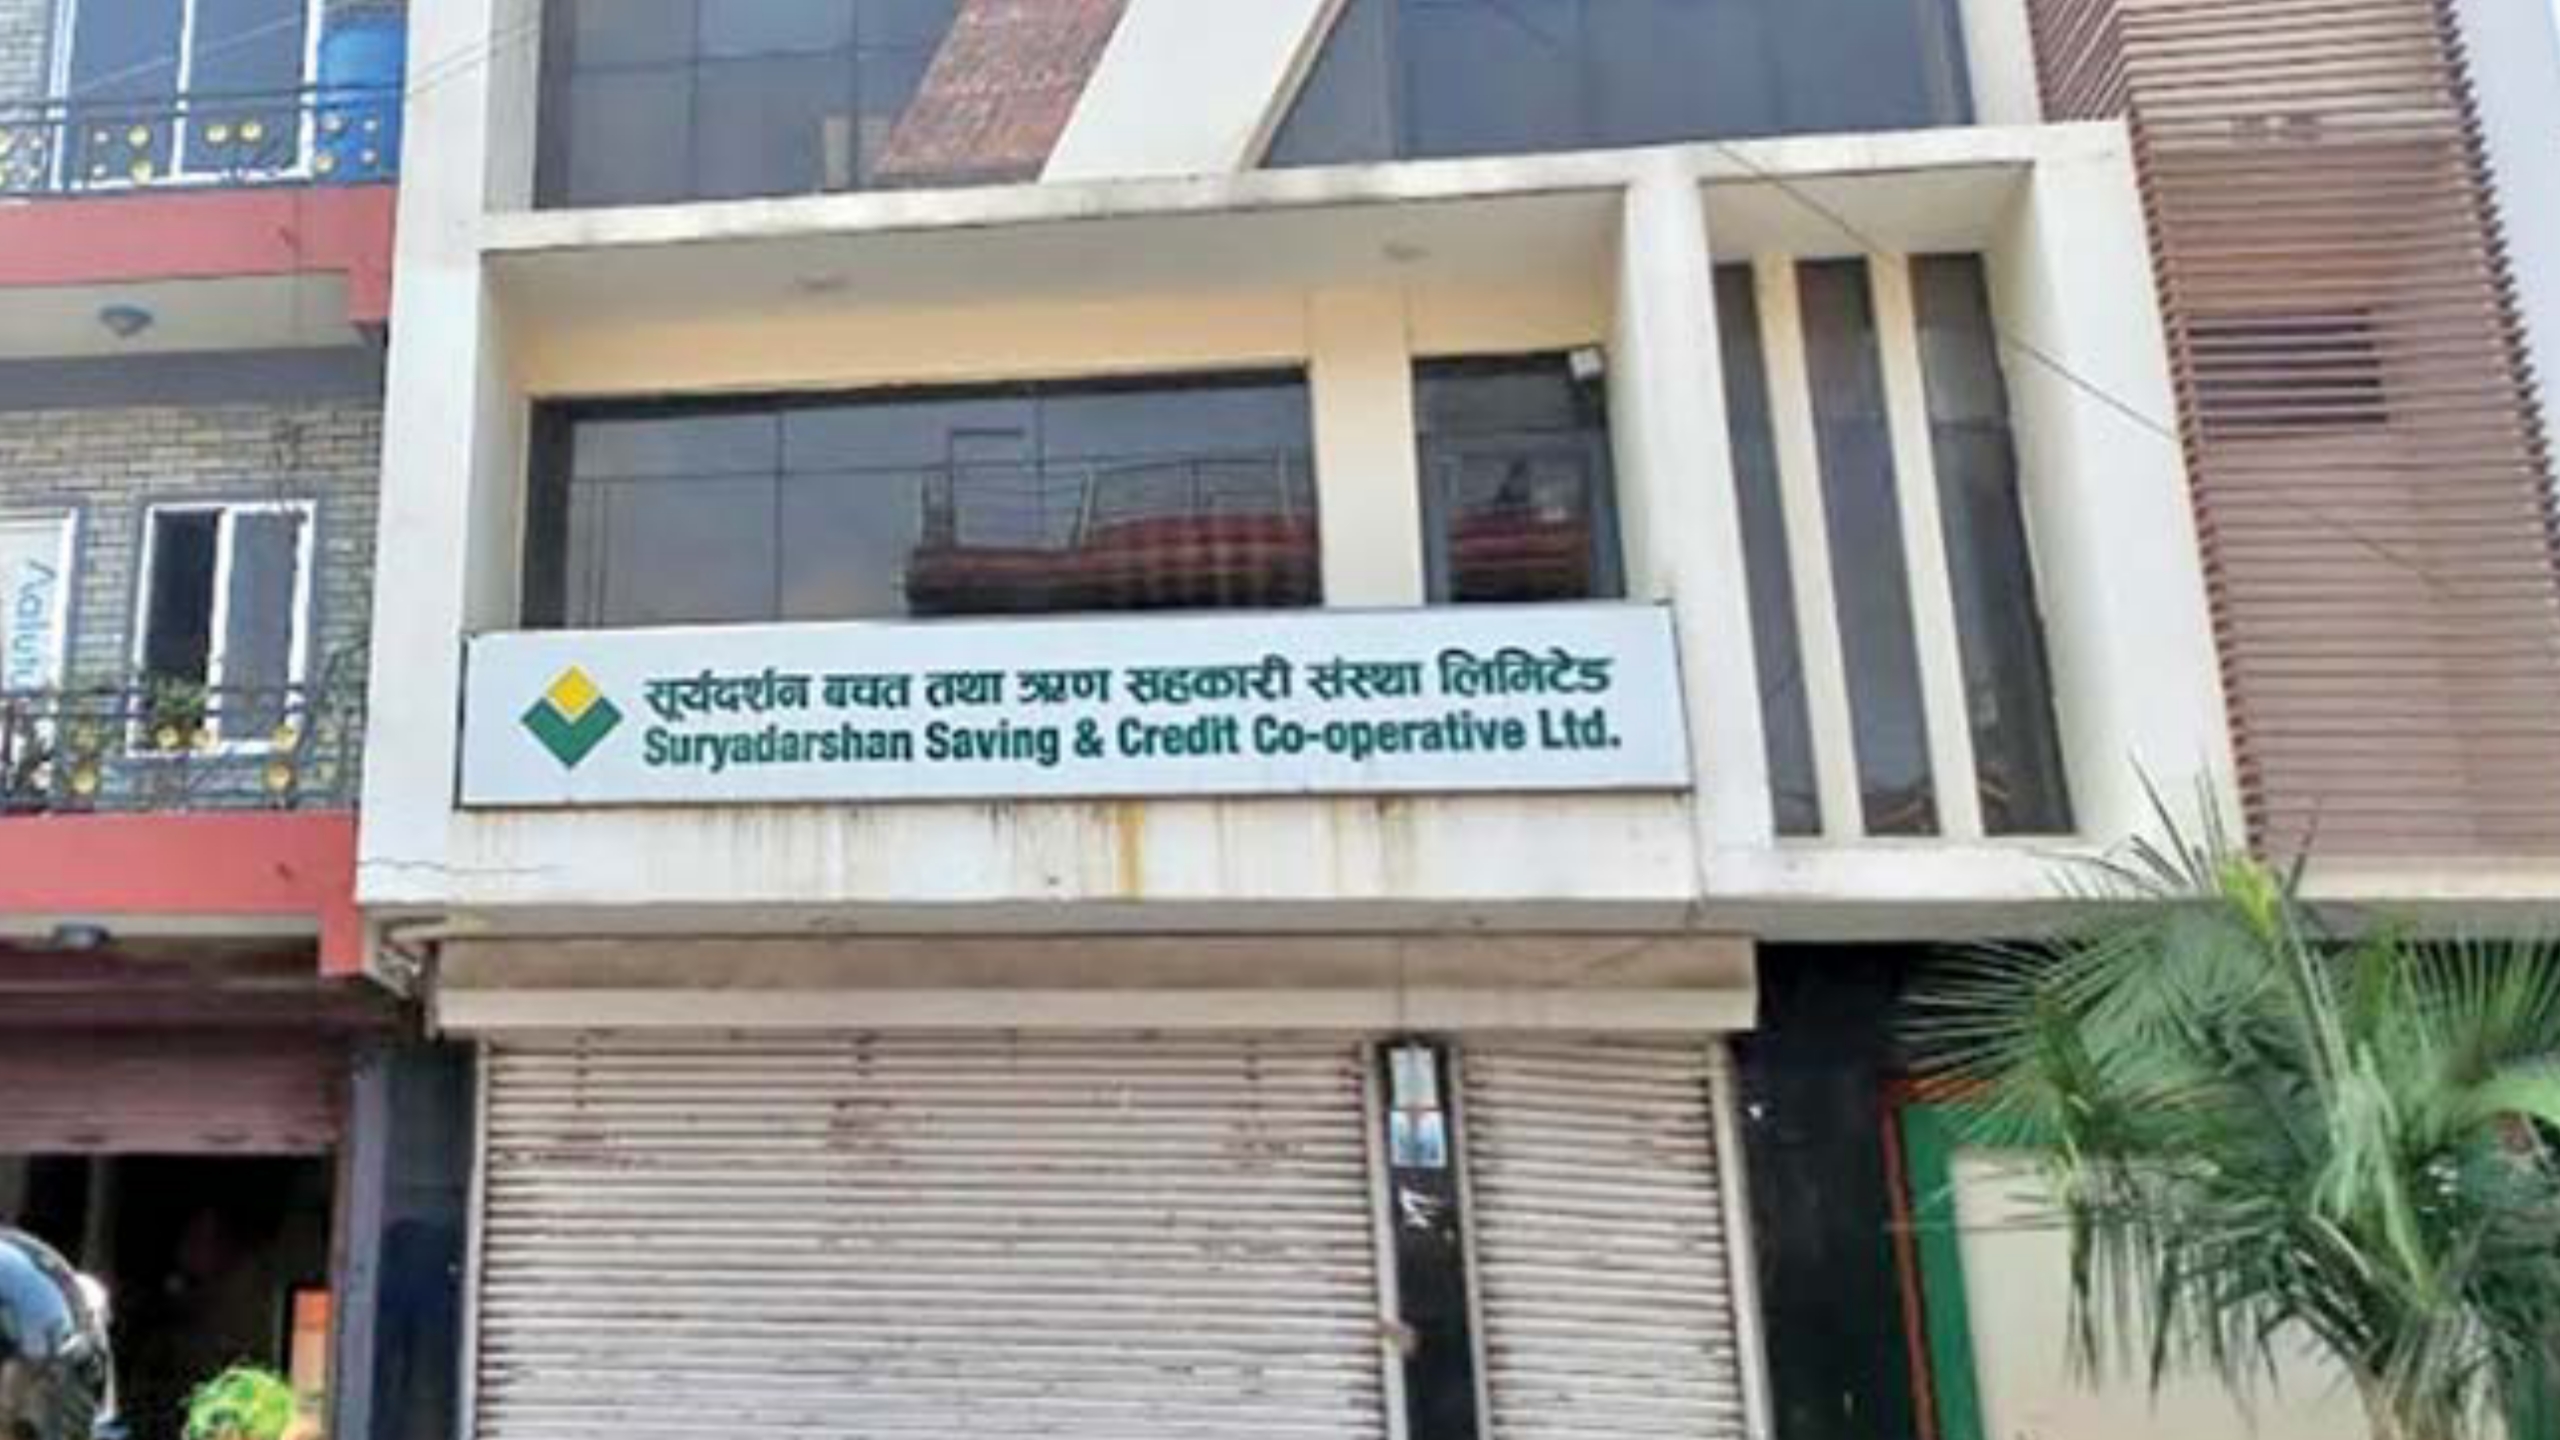 सूर्यदर्शन बचत तथा ऋण सहकारी संस्था लिमिटेड
Suryadarshan Saving & Credit Co-operative Ltd.